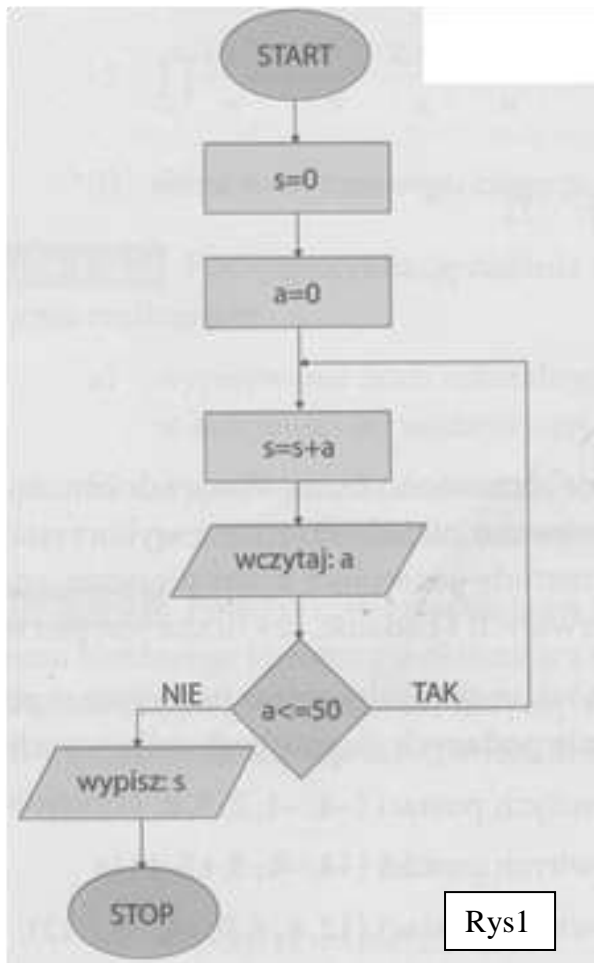 START
s=0
a=0
s=s+a
wczytaj: a
NIE
a<=50
TAK
wypisz: s
STOP
Rys1